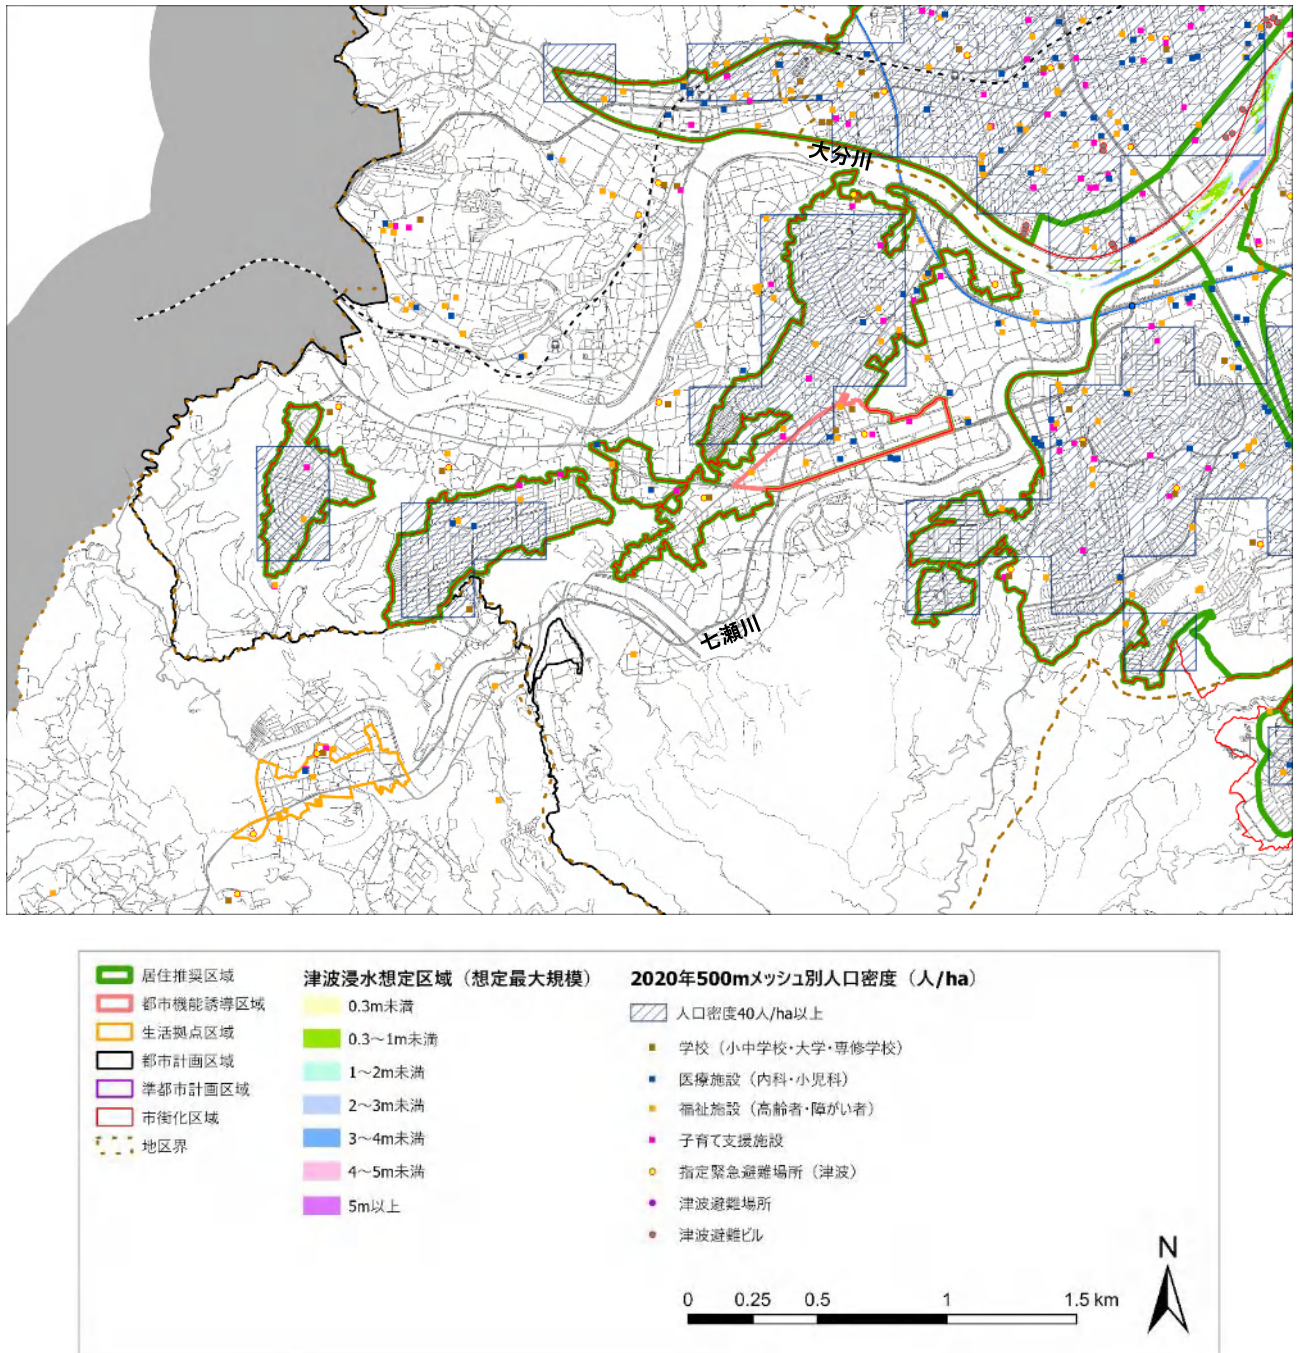 大分川
七瀬川
居住推奨区域
都市機能誘導区域
生活拠点区域
都市計画区域
準都市計画区域
市街化区域
地区界
津波浸水想定区域（想定最大規模）
0.3m未満
0.3～1m未満
1～2m未満
2～3m未満
3～4m未満
4～5m未満
5m以上
2020年500mメッシュ別人口密度（人/ha）
人口密度40人/ha以上
学校（小中学校・大学・専修学校）
医療施設（内科・小児科）
福祉施設（高齢者・障がい者）
子育て支援施設
指定緊急避難場所（津波）
津波避難場所
津波避難ビル
N
0 0.25 0.5 1 1.5 km